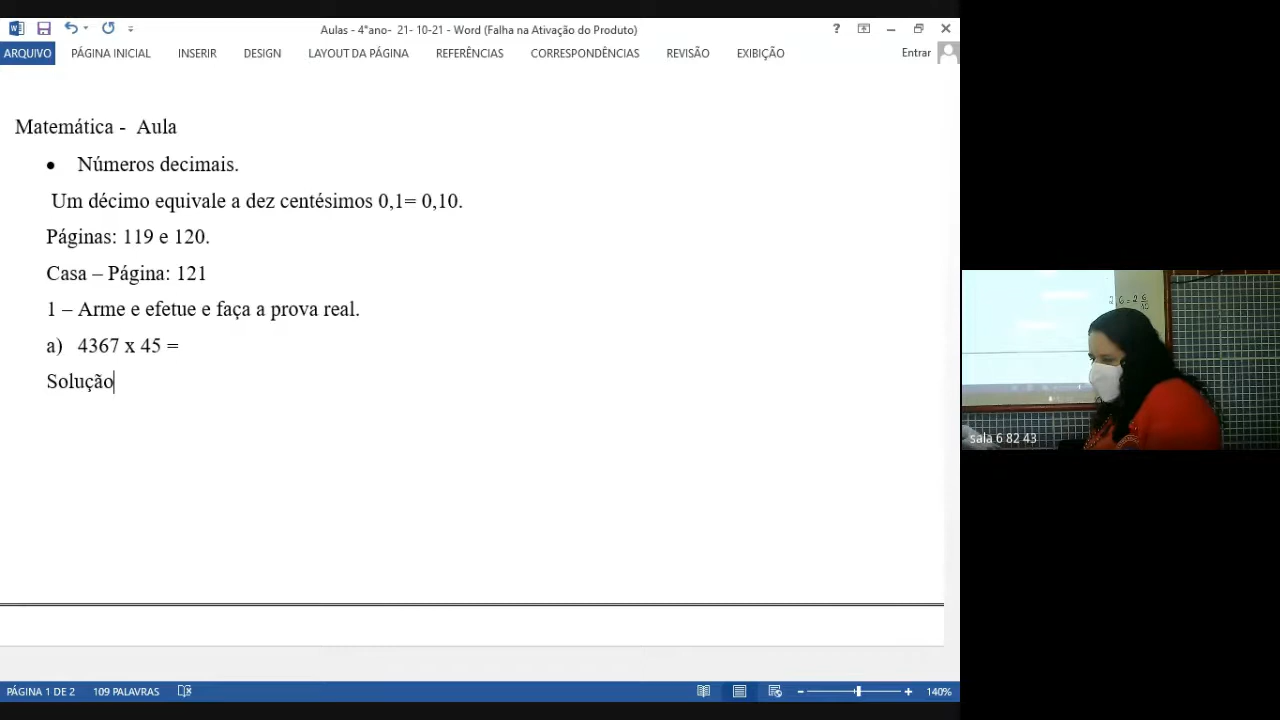 Aulas - 4°ano-  21- 10-21 - Word (Falha na Ativação do Produto)
?
ARQUIVO PÁGINA INICIAL INSERIR DESIGN LAYOUT DA PÁGINA REFERÊNCIAS CORRESPONDÊNCIAS REVISÃO EXIBIÇÃO Entrar
Matemática -  Aula
• Números decimais.
Um décimo equivale a dez centésimos 0,1= 0,10.
Páginas: 119 e 120.
Casa – Página: 121
1 – Arme e efetue e faça a prova real.
a) 4367 x 45 =
Solução
sala 6 82 43
PÁGINA 1 DE 2 109 PALAVRAS 140%